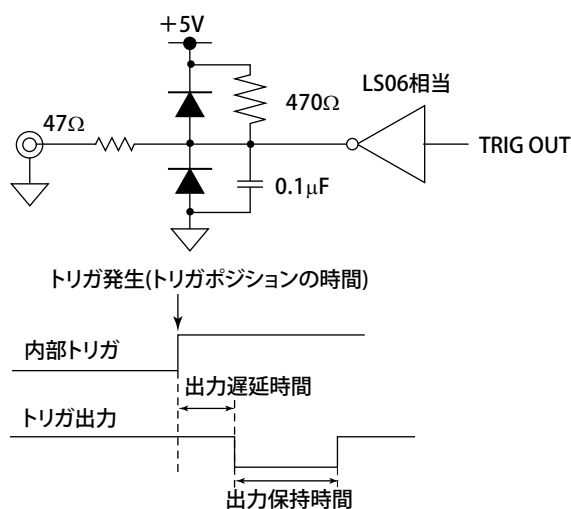 +5V
LS06相当
470Ω
47Ω
TRIG OUT
0.1μF
トリガ発生(トリガポジションの時間)
内部トリガ
出力遅延時間
トリガ出力
出力保持時間